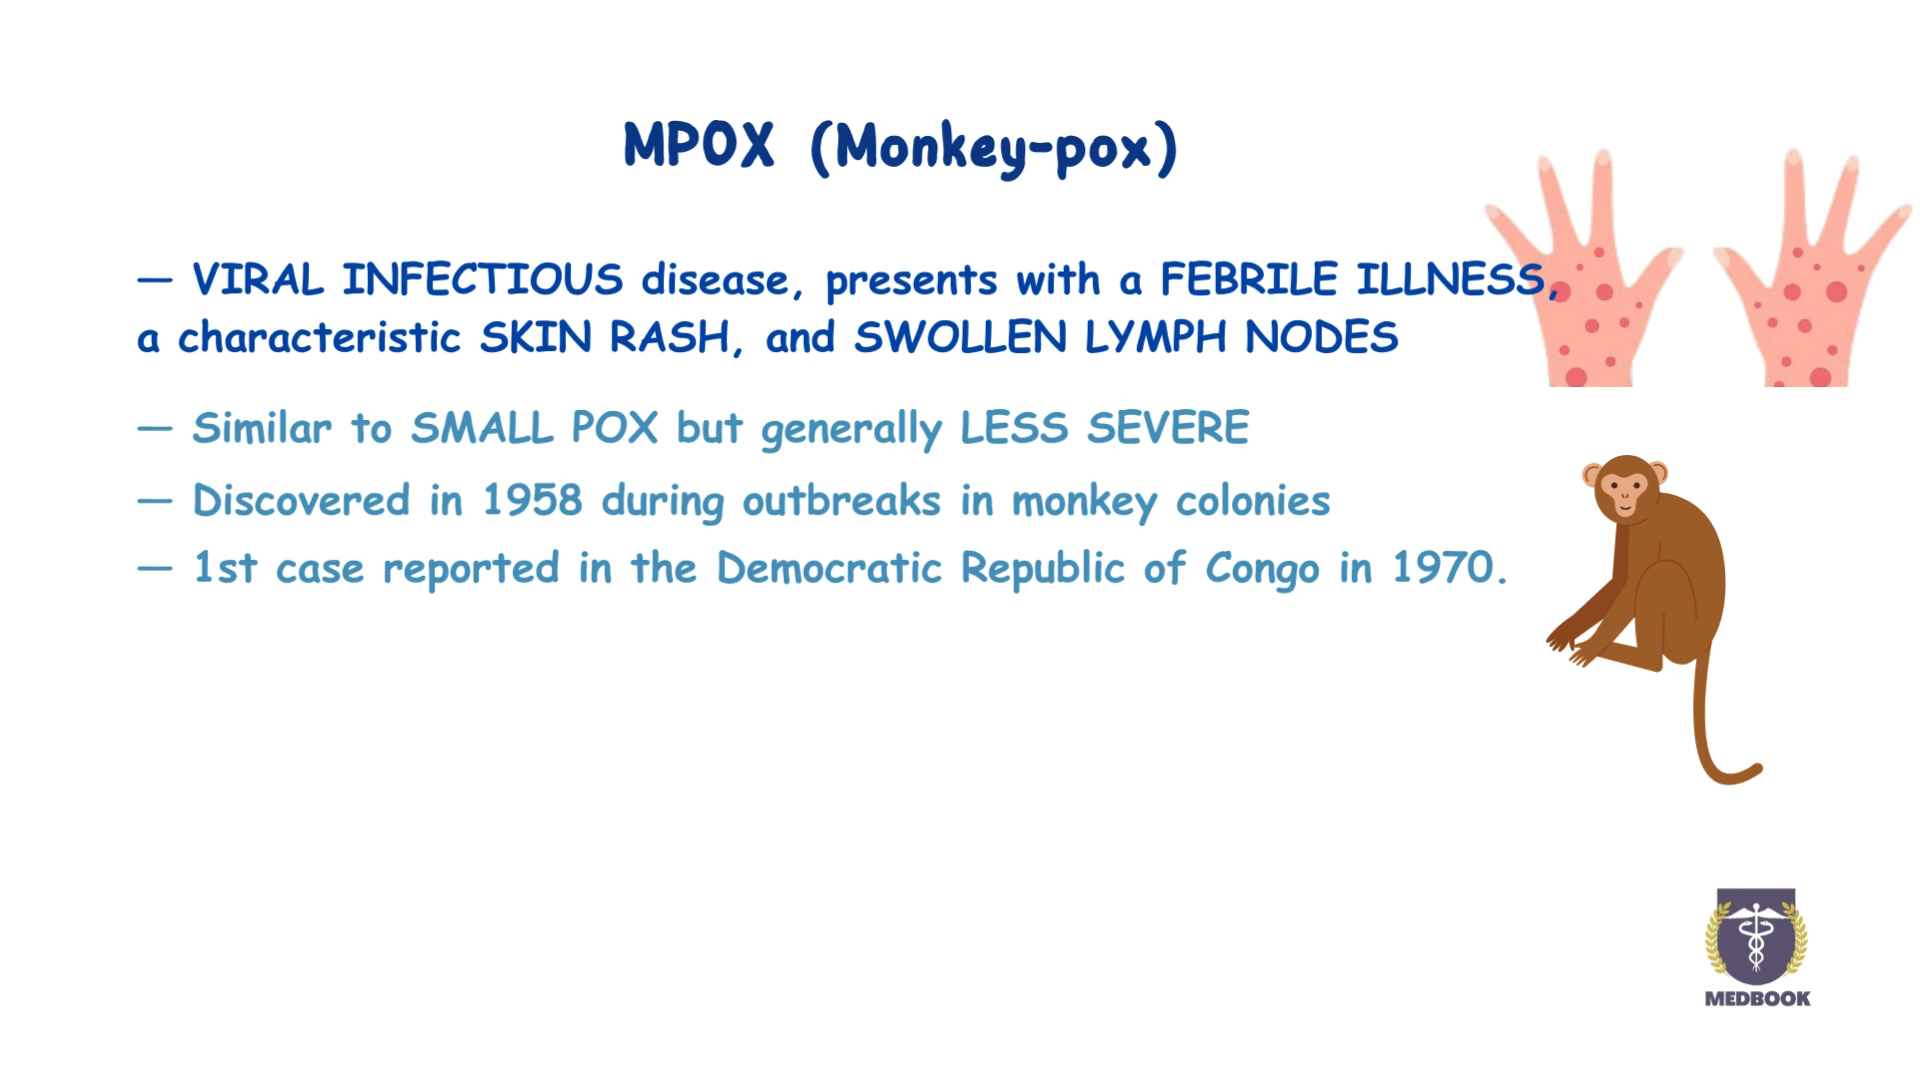 MPOX (Monkey-pox)
— VIRAL INFECTIOUS disease, presents with a FEBRILE ILLNESS,
a characteristic SKIN RASH, and SWOLLEN LYMPH NODES
— Similar to SMALL POX but generally LESS SEVERE
— Discovered in 1958 during outbreaks in monkey colonies
— 1st case reported in the Democratic Republic of Congo in 1970.
MEDBOOK